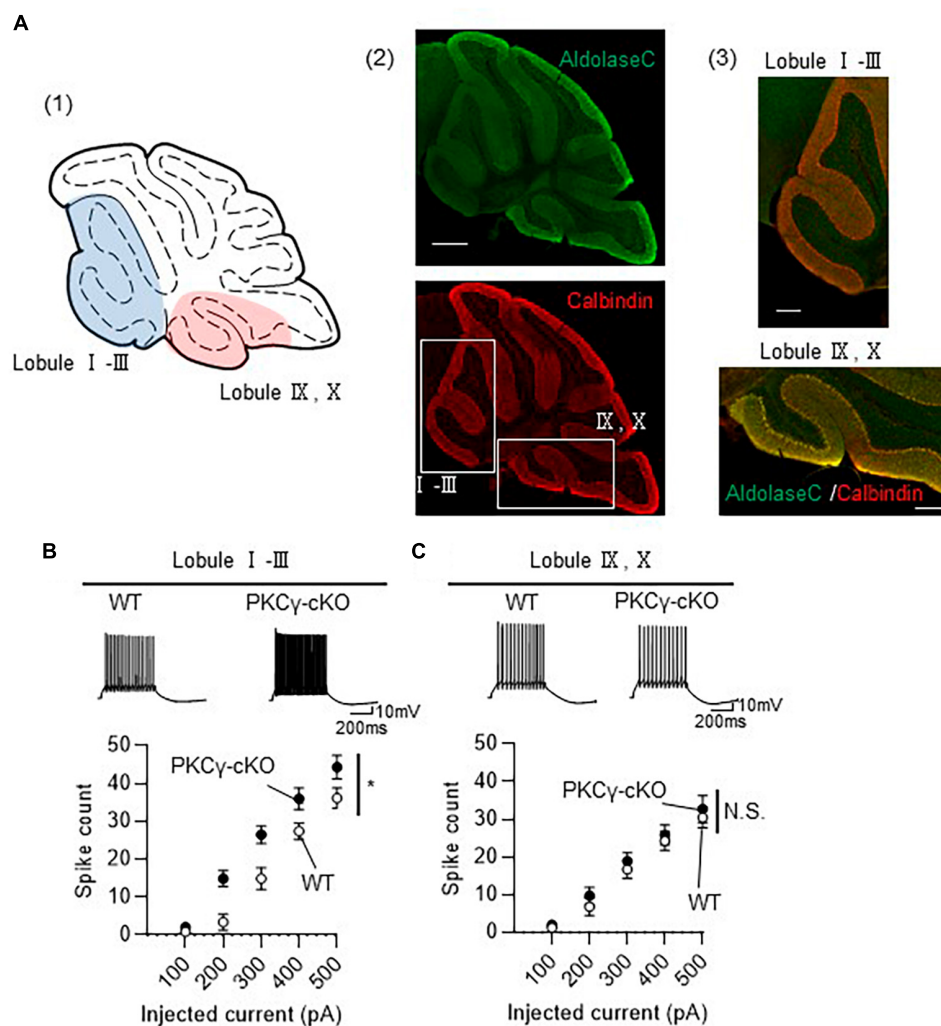 A
(1)
Lobule Ⅰ-Ⅲ
Lobule Ⅸ, Ⅹ
(2)
AldolaseC
Calbindin
Ⅸ, Ⅹ
Ⅰ-Ⅲ
(3)
Lobule Ⅰ-Ⅲ
Lobule Ⅸ, Ⅹ
AldolaseC /Calbindin
B
Lobule Ⅰ-Ⅲ
WT
PKCγ-cKO
10mV
200ms
50
40
30
20
10
0
Spike count
PKCγ-cKO
WT
*
100
200
300
400
500
Injected current (pA)
C
Lobule Ⅸ, Ⅹ
WT
PKCγ-cKO
10mV
200ms
50
40
30
20
10
0
Spike count
PKCγ-cKO
WT
N.S.
100
200
300
400
500
Injected current (pA)